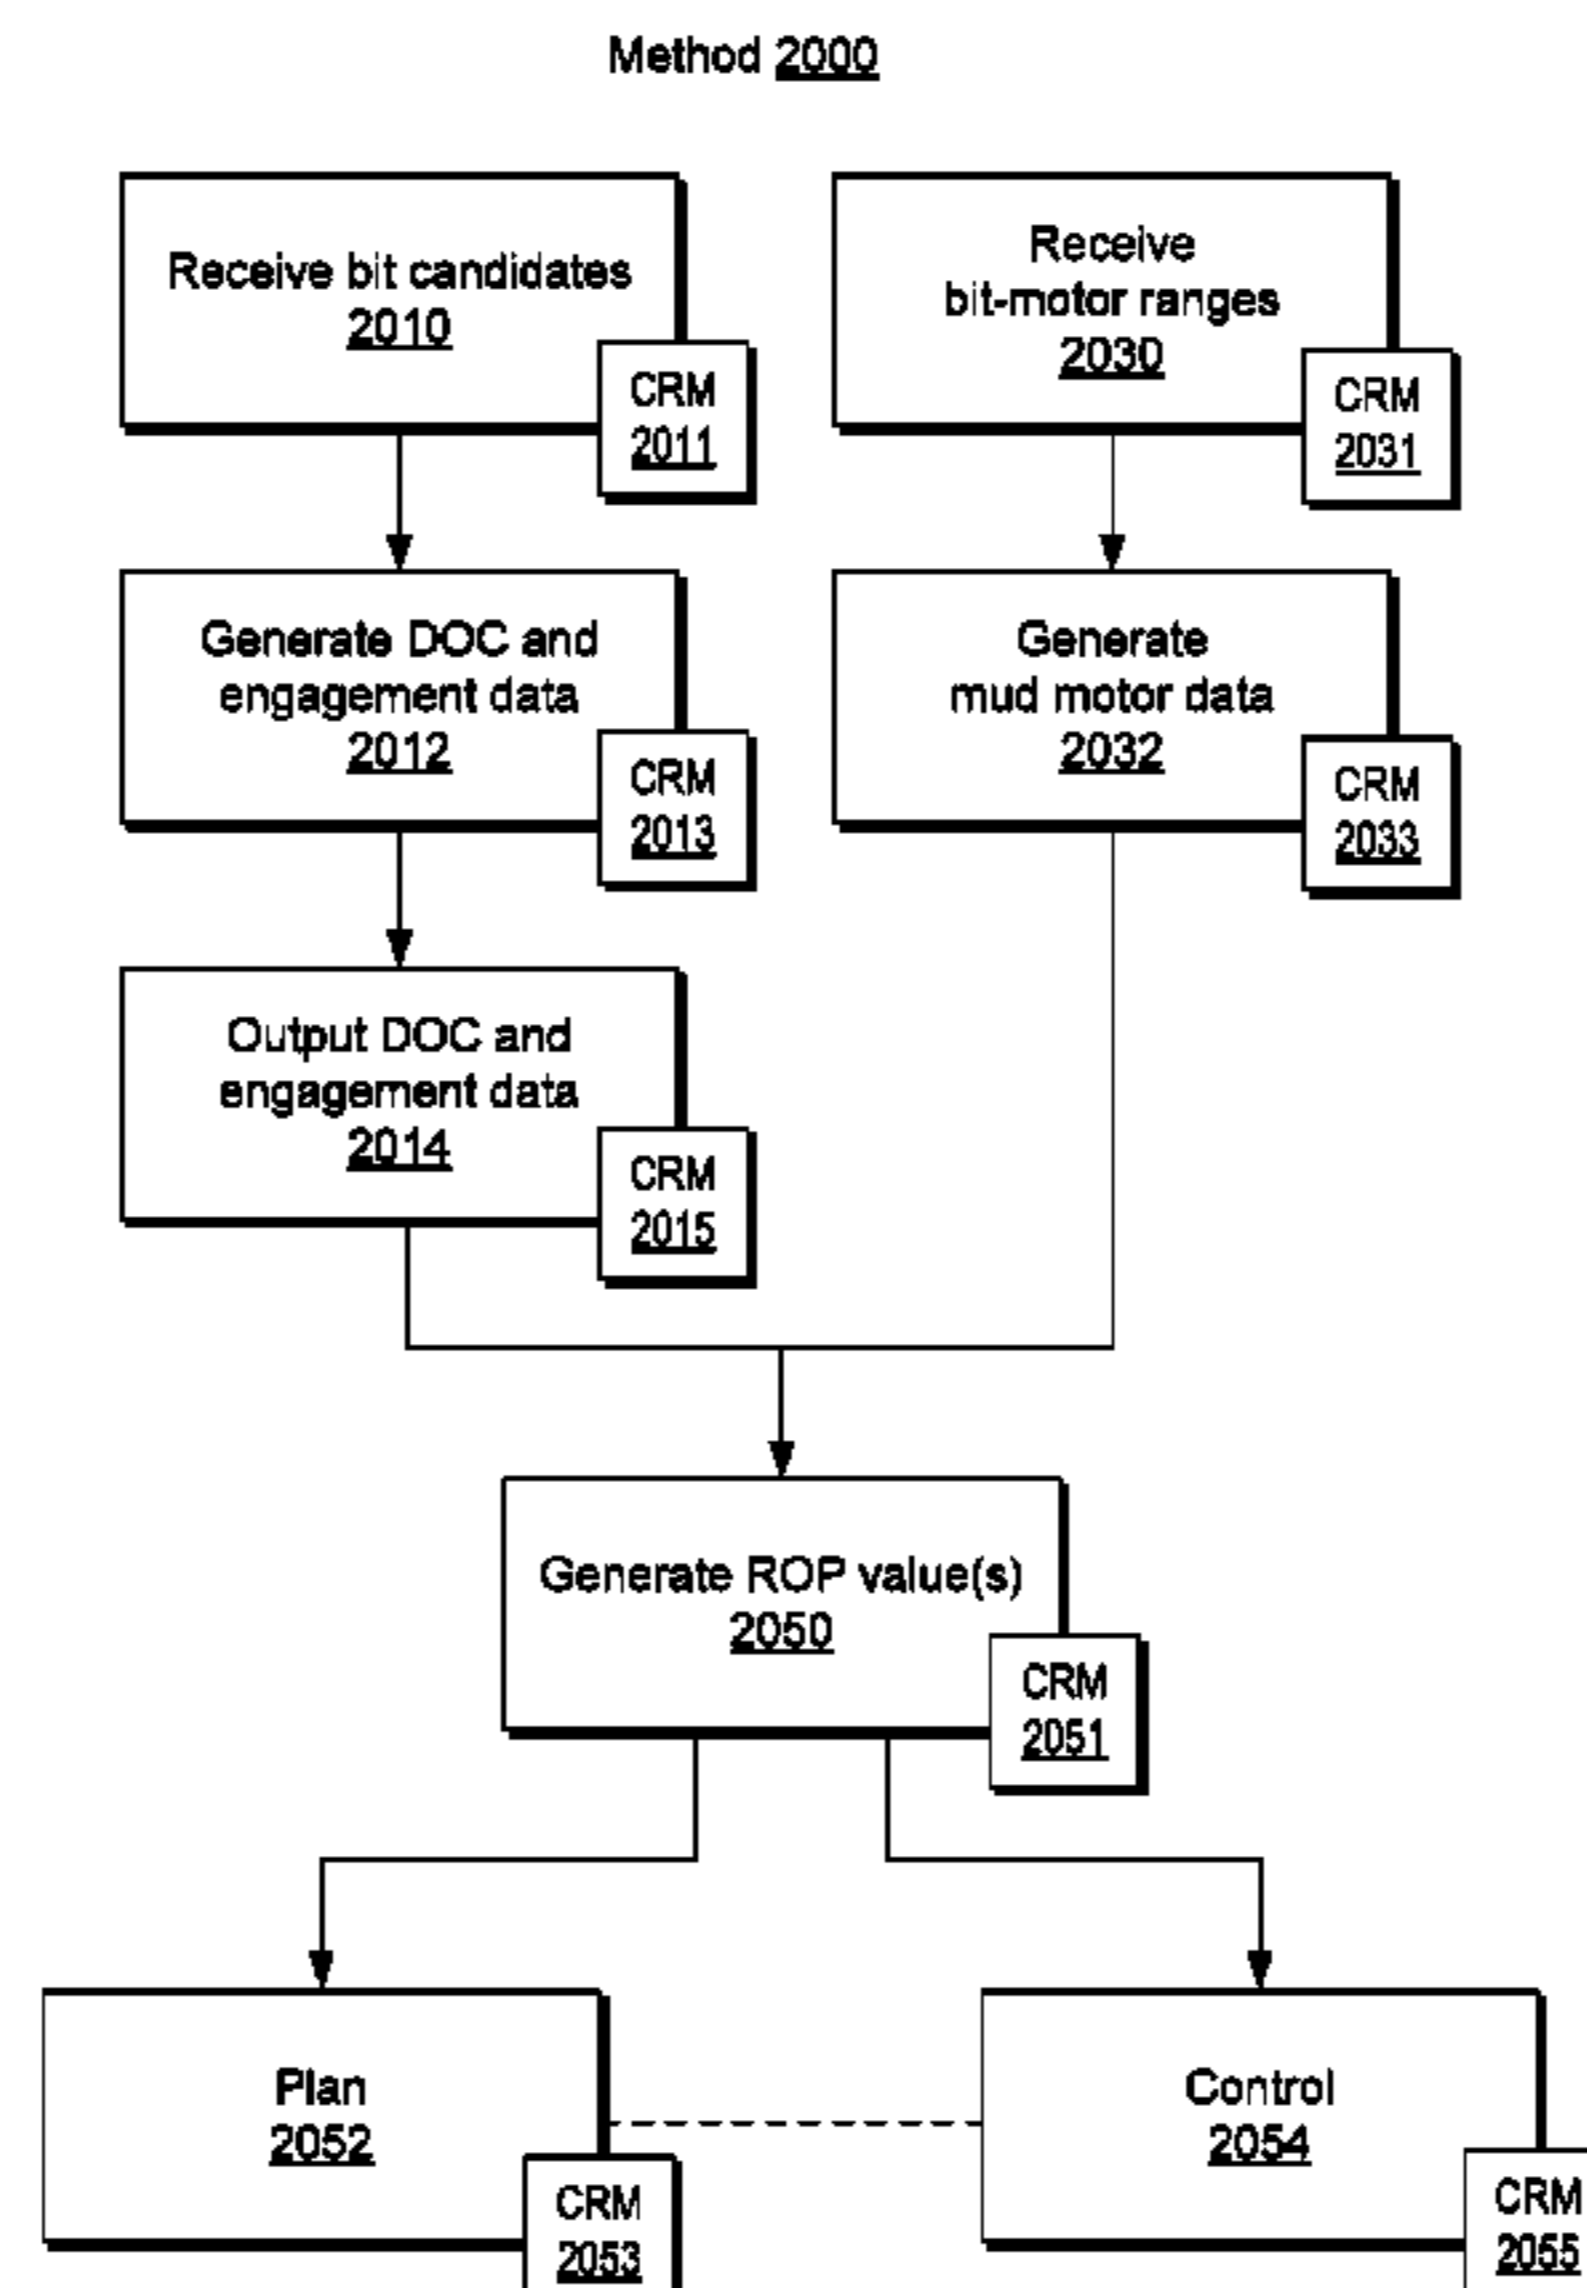 Method 2000
Receive bit candidates
2010
CRM
2011
Receive
bit-motor ranges
2030
CRM
2031
Generate DOC and
engagement data
2012
CRM
2013
Generate
mud motor data
2032
CRM
2033
Output DOC and
engagement data
2014
CRM
2015
Generate ROP value(s)
2050
CRM
2051
Plan
2052
CRM
2053
Control
2054
CRM
2055